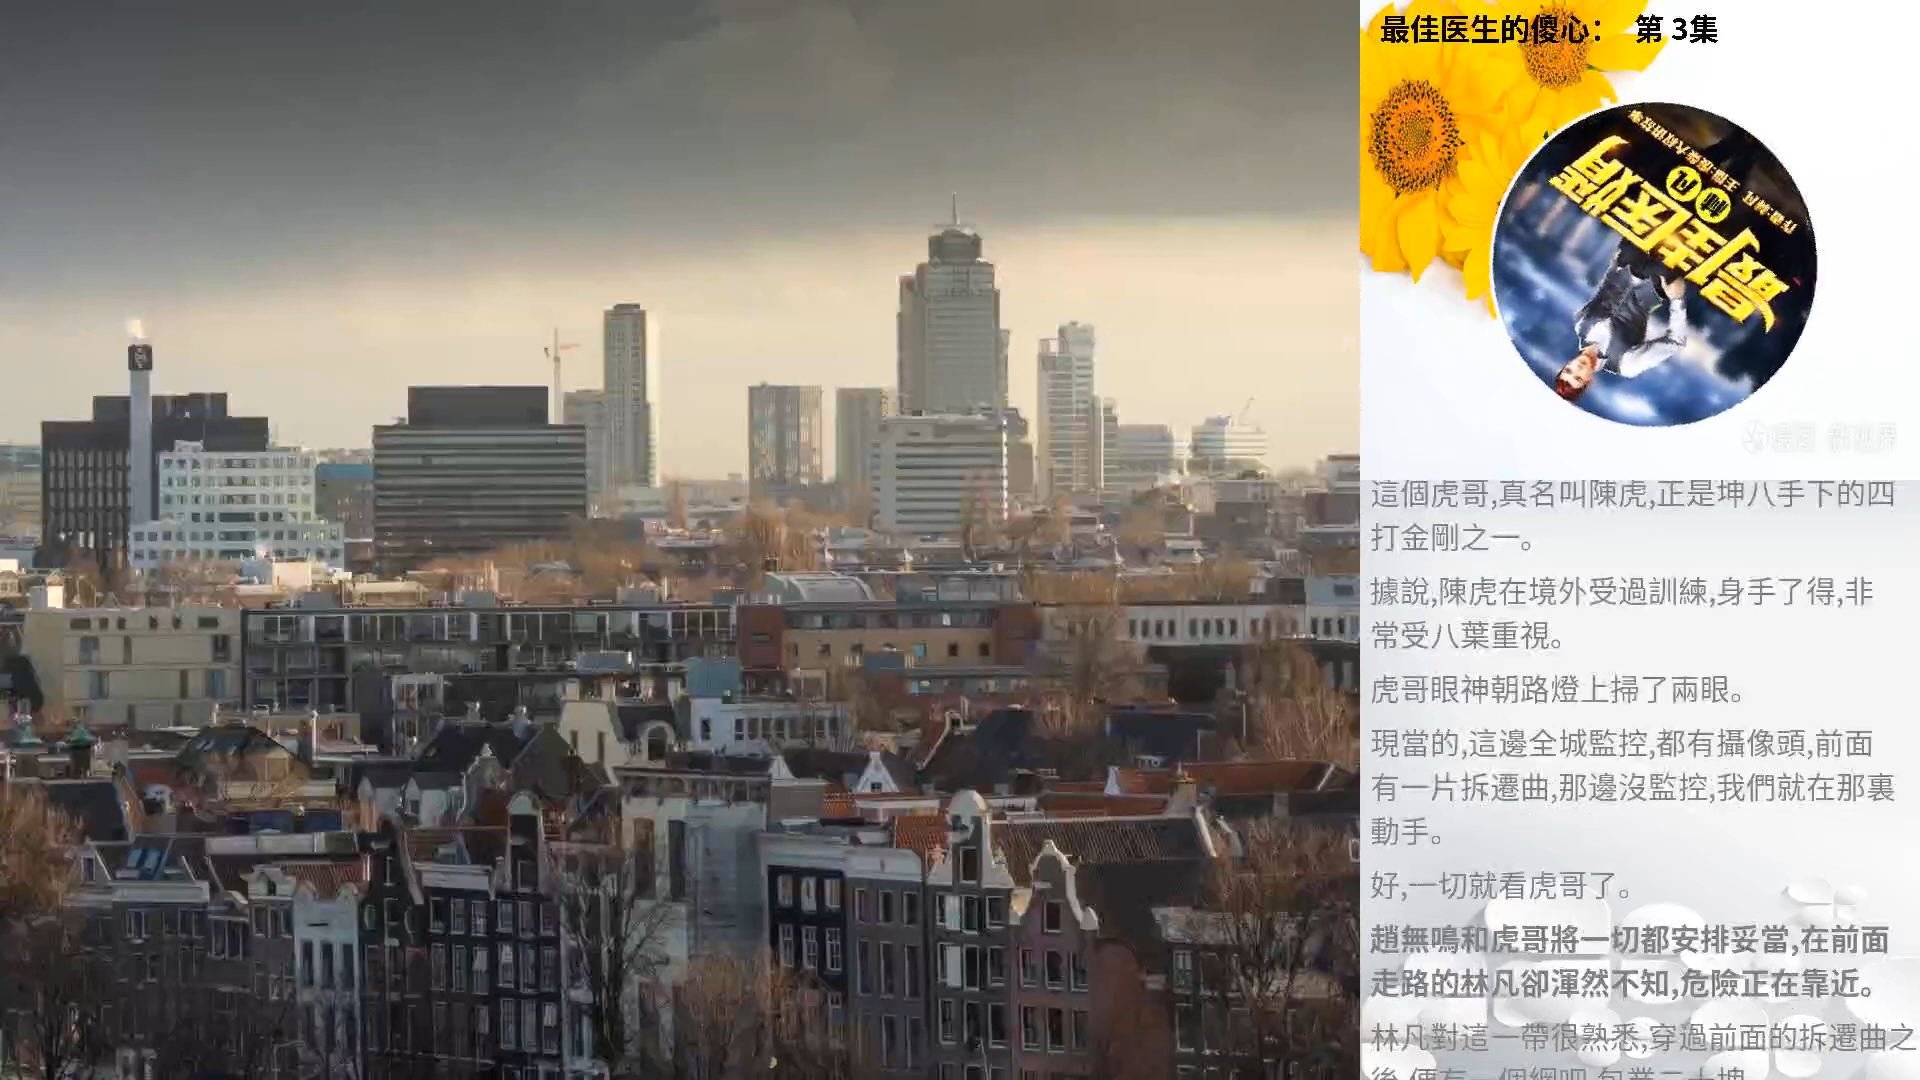 最佳医生的傻心： 第 3集
最佳医婿
這個虎哥,真名叫陳虎,正是坤八手下的四
打金剛之一。
據說,陳虎在境外受過訓練,身手了得,非
常受八葉重視。
虎哥眼神朝路燈上掃了兩眼。
現當的,這邊全城監控,都有攝像頭,前面
有一片拆遷曲,那邊沒監控,我們就在那裏
動手。
好,一切就看虎哥了。
趙無鳴和虎哥將一切都安排妥當,在前面
走路的林凡卻渾然不知,危險正在靠近。
林凡對這一帶很熟悉,穿過前面的拆遷曲之